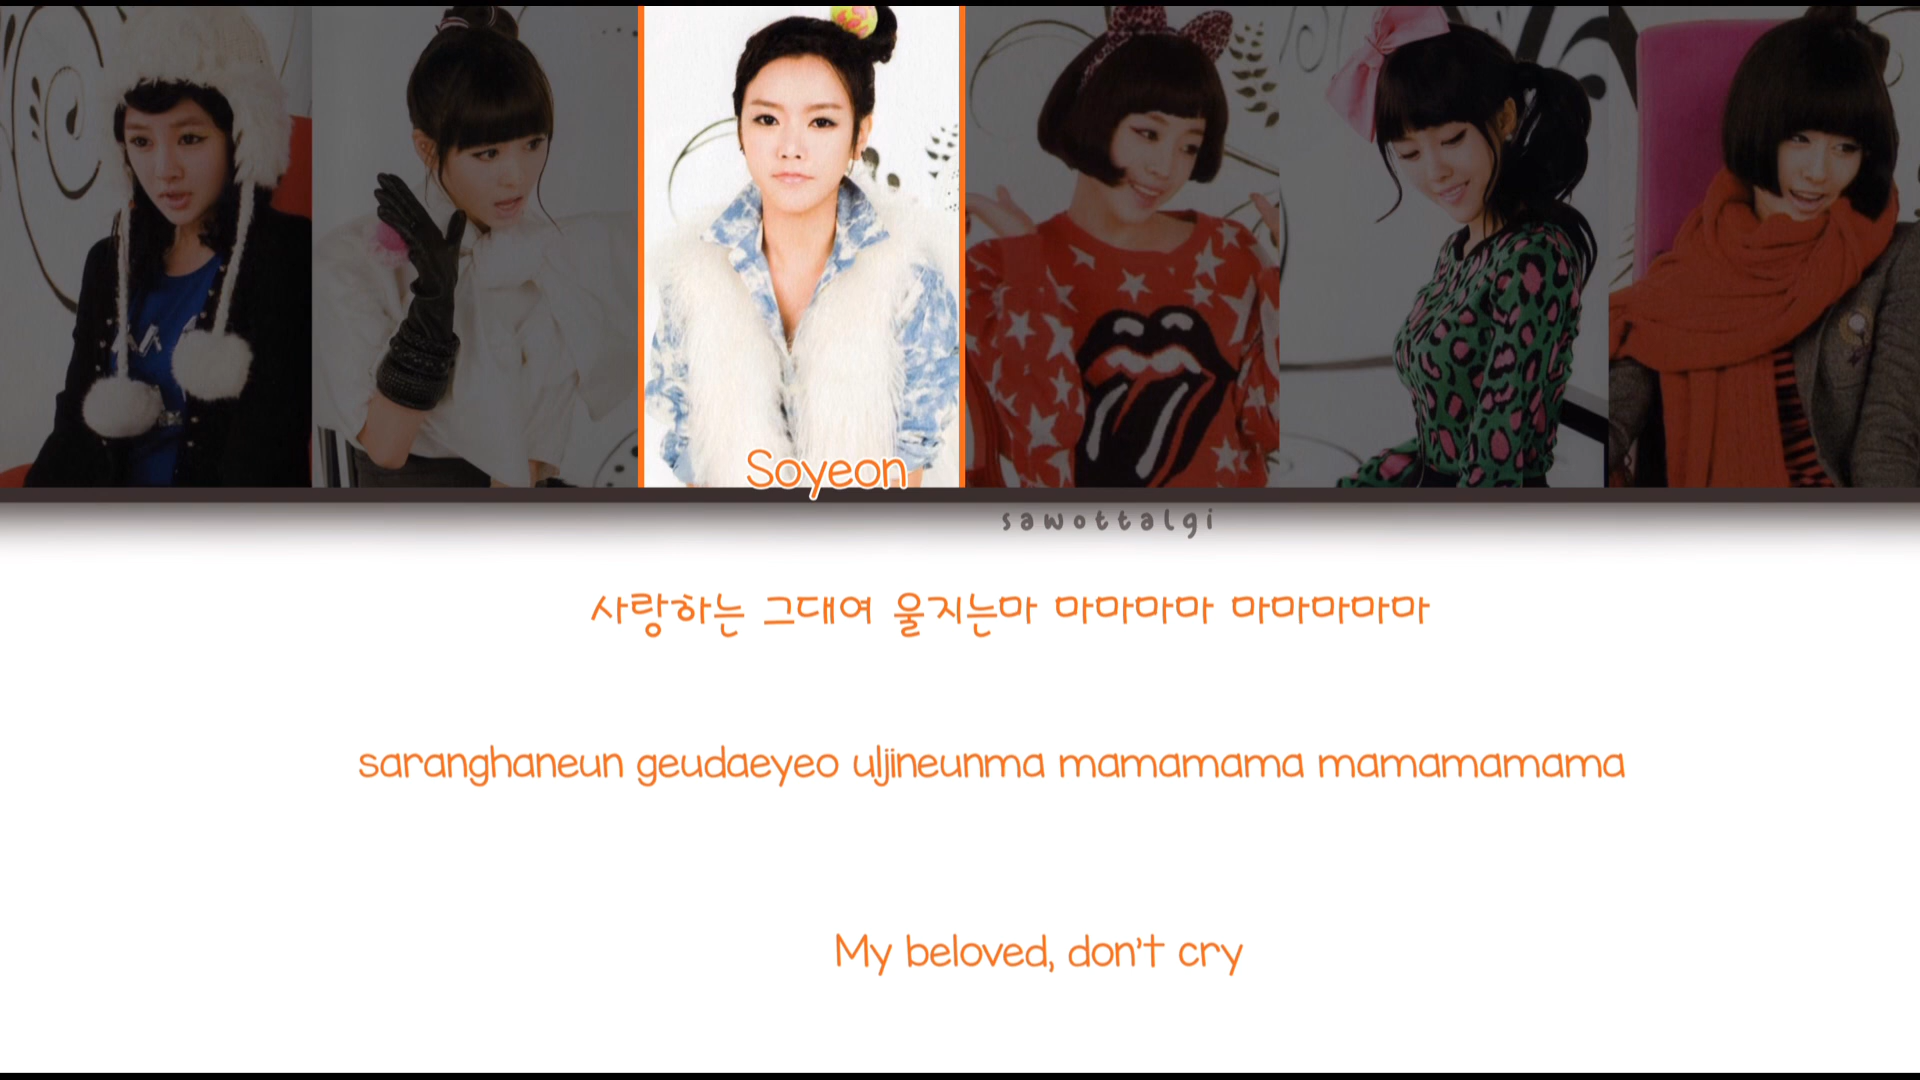 Soyeon
sawottalgi
사랑하는 그대여 울지는마 마마마마 마마마마마
saranghaneun geudaeyeo uljineunma mamamama mamamamama
My beloved, don't cry